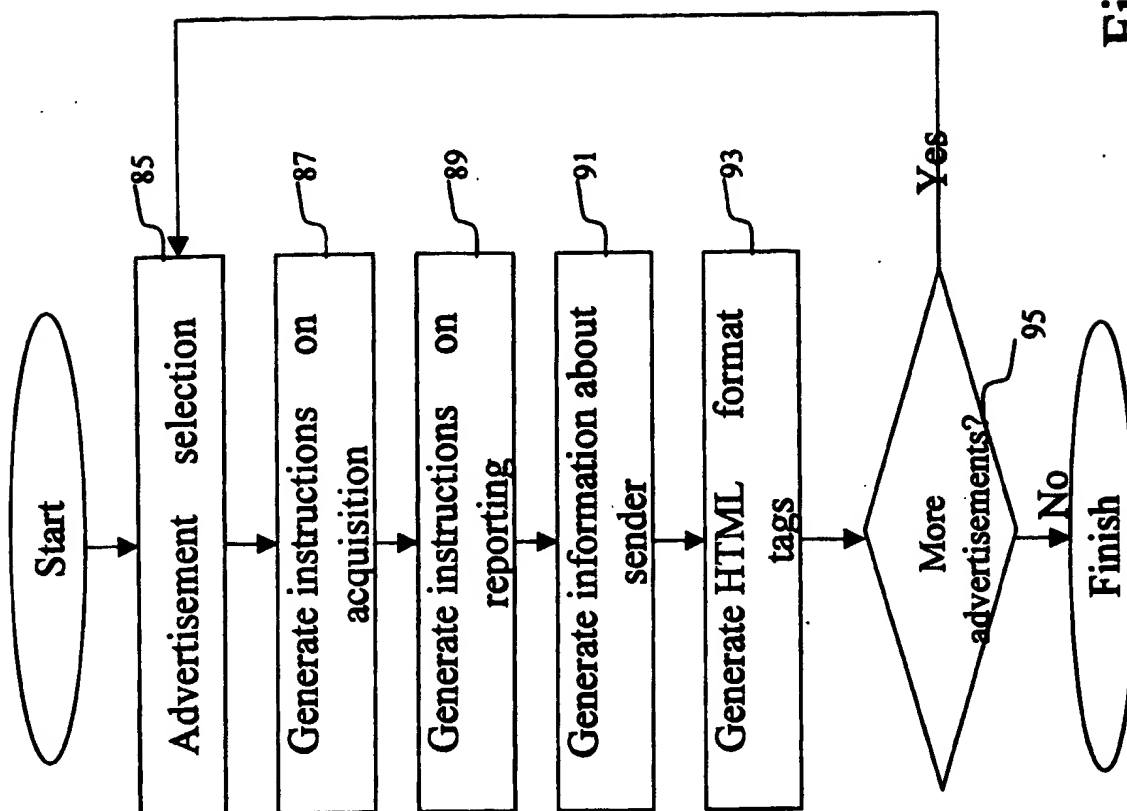 Start
85
Advertisement selection
87
Generate instructions on
acquisition
89
Generate instructions on
reporting
91
Generate information about
sender
93
Generate HTML format
tags
Yes
More
advertisements?
95
No
Finish